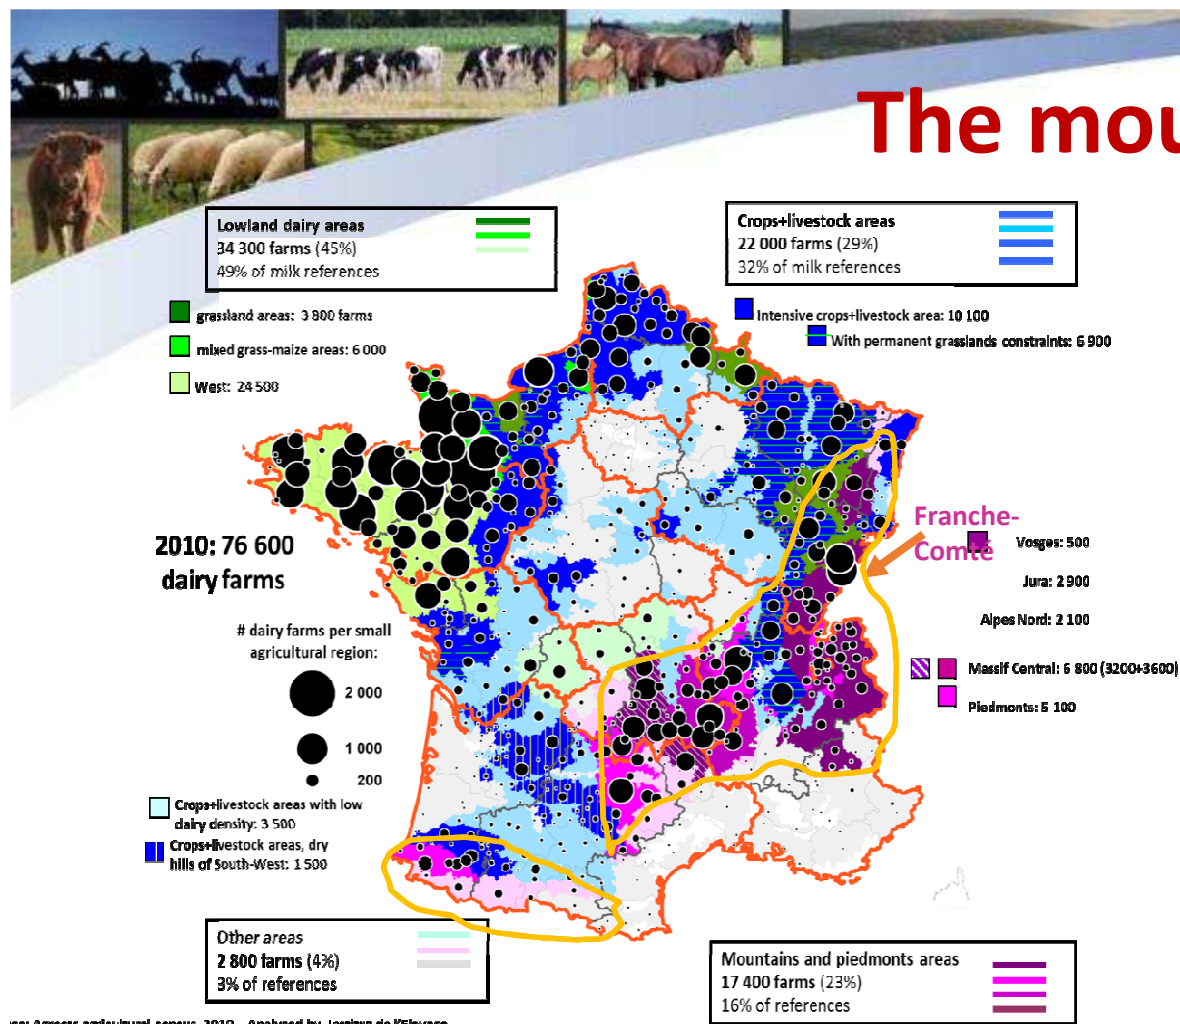 The mou
Lowland dairy areas
34 300 farms (45%)
49% of milk references
Crops+livestock areas
22 000 farms (29%)
32% of milk references
grassland areas: 3 800 farms
mixed grass-maize areas: 6 000
West: 24 500
Intensive crops+livestock area: 10 100
With permanent grasslands constraints: 6 900
2010: 76 600
dairy farms
Franche-
Comté
Vosges: 500
Jura: 2 900
Alpes Nord: 2 100
Massif Central: 6 800 (3200+3600)
Piedmonts: 5 100
# dairy farms per small
agricultural region:
2 000
1 000
200
Crops+livestock areas with low
dairy density: 3 500
Crops+livestock areas, dry
hills of South-West: 1 500
Other areas
2 800 farms (4%)
3% of references
Mountains and piedmonts areas
17 400 farms (23%)
16% of references
agricultural census 2010 Analysed by